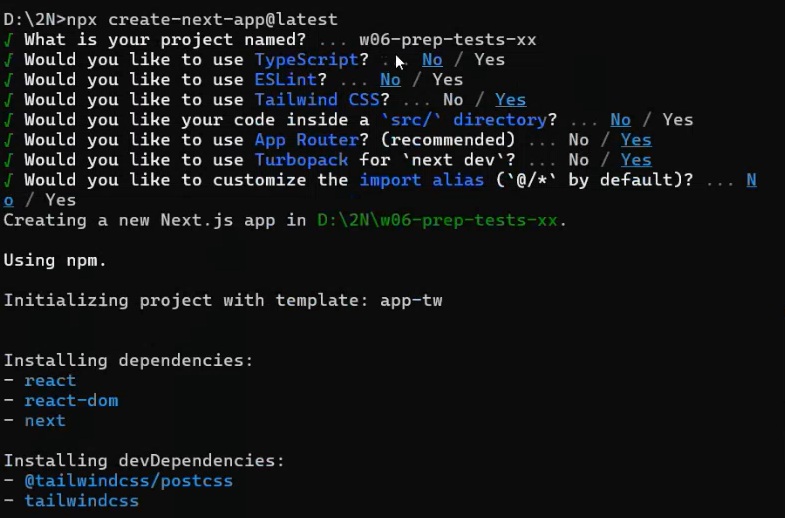 D:\2N>npx create-next-app@latest
√ What is your project named? ... w06-prep-tests-xx
√ Would you like to use TypeScript? ... No / Yes
√ Would you like to use ESLint? ... No / Yes
√ Would you like to use Tailwind CSS? ... No / Yes
√ Would you like your code inside a `src/` directory? ... No / Yes
√ Would you like to use App Router? (recommended) ... No / Yes
√ Would you like to use Turbopack for `next dev`? ... No / Yes
√ Would you like to customize the import alias (`@/*` by default)? ... N
o / Yes
Creating a new Next.js app in D:\2N\w06-prep-tests-xx.
Using npm.
Initializing project with template: app-tw
Installing dependencies:
- react
- react-dom
- next
Installing devDependencies:
- @tailwindcss/postcss
- tailwindcss